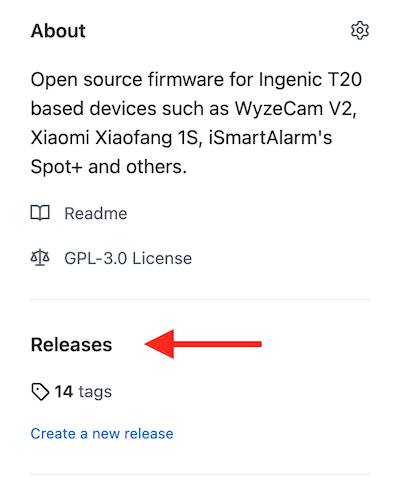 About
Open source firmware for Ingenic T20
based devices such as WyzeCam V2,
Xiaomi Xiaofang 1S, iSmartAlarm's
Spot+ and others.
Readme
GPL-3.0 License
Releases
14 tags
Create a new release